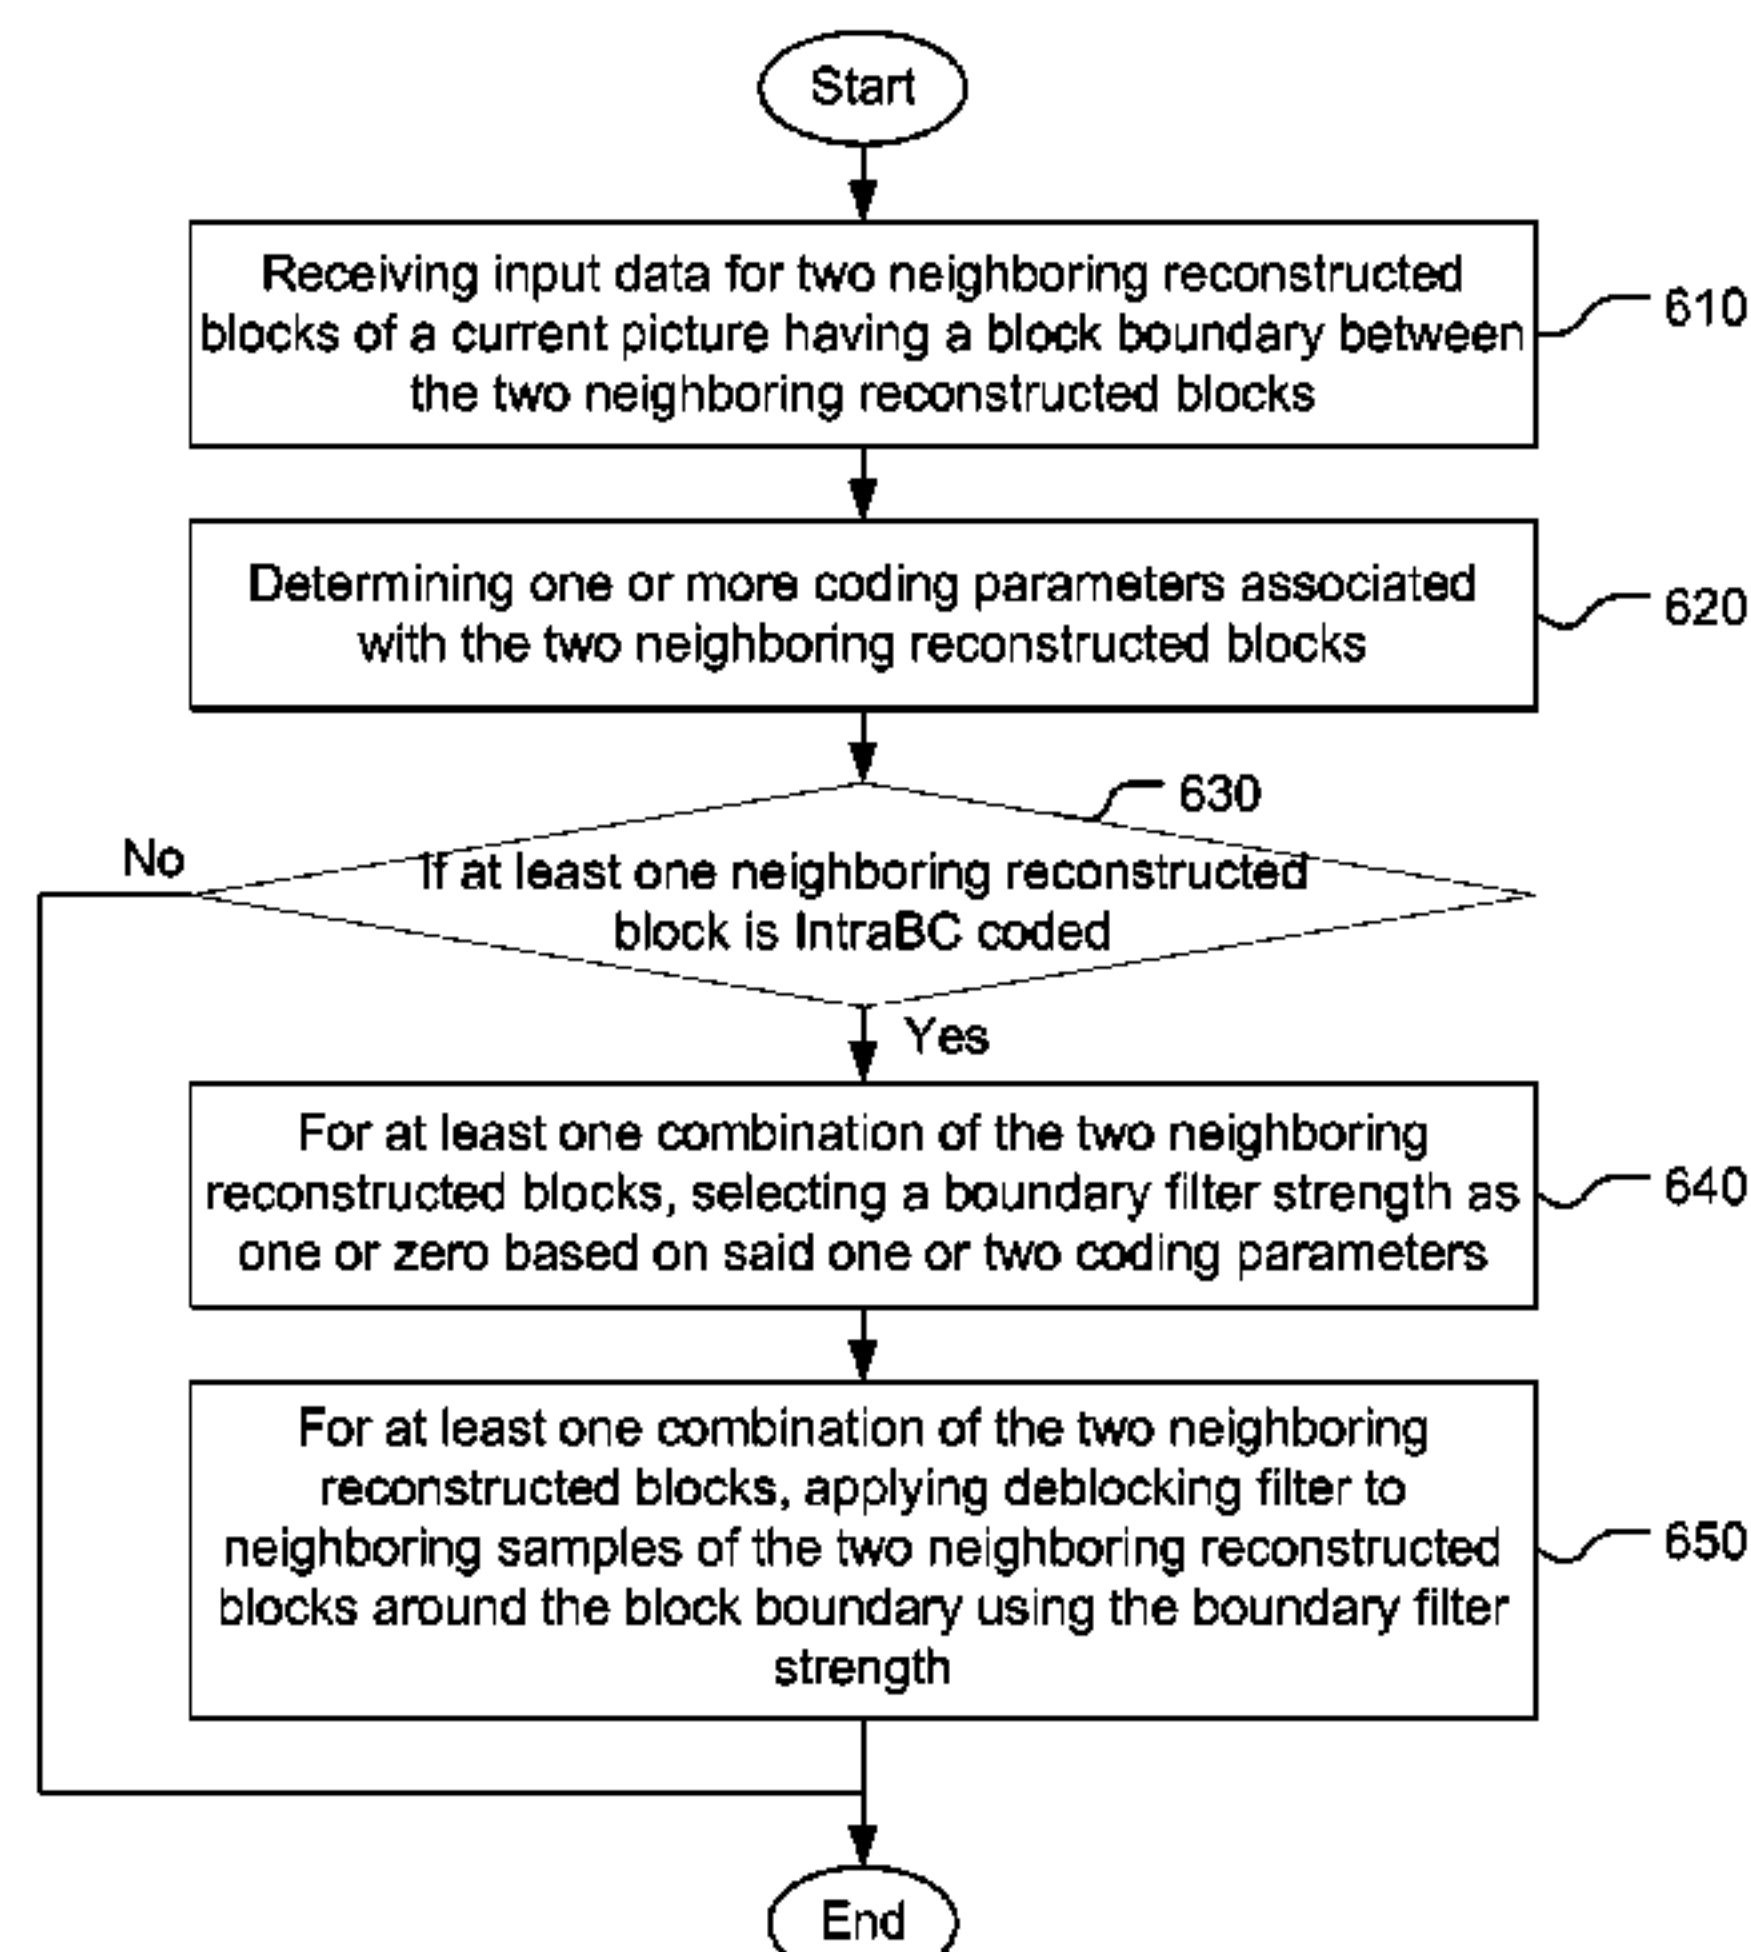 Start
Receiving input data for two neighboring reconstructed
blocks of a current picture having a block boundary between
the two neighboring reconstructed blocks
610
Determining one or more coding parameters associated
with the two neighboring reconstructed blocks
620
630
No
If at least one neighboring reconstructed
block is IntraBC coded
Yes
For at least one combination of the two neighboring
reconstructed blocks, selecting a boundary filter strength as
one or zero based on said one or two coding parameters
640
For at least one combination of the two neighboring
reconstructed blocks, applying deblocking filter to
neighboring samples of the two neighboring reconstructed
blocks around the block boundary using the boundary filter
strength
650
End